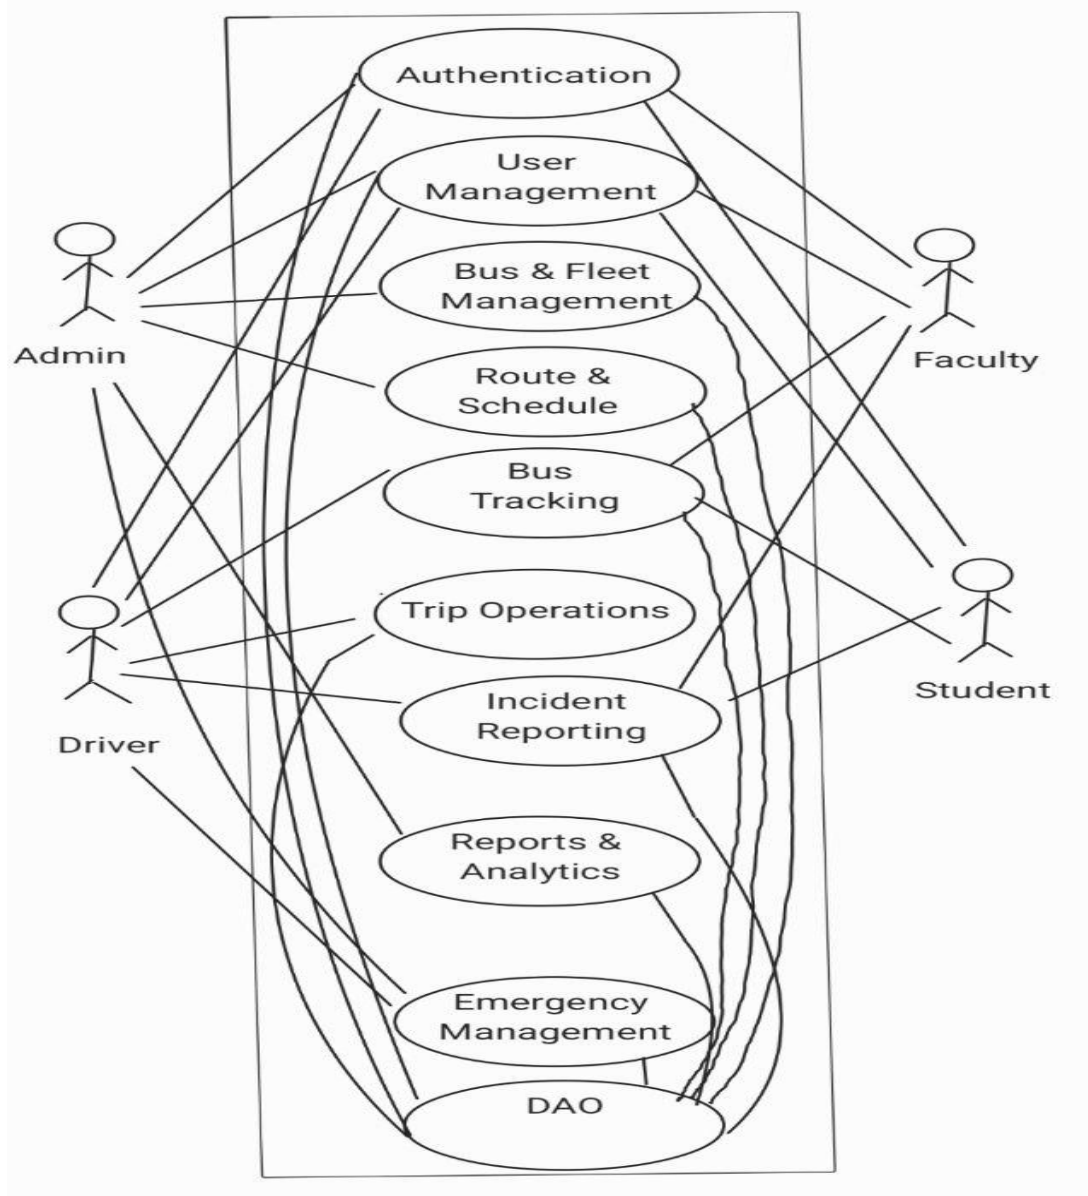 Authentication
User
Management
Bus & Fleet
Management
Admin
Faculty
Route &
Schedule
Bus
Tracking
Trip Operations
Student
Incident
Reporting
Driver
Reports &
Analytics
Emergency
Management
DAO